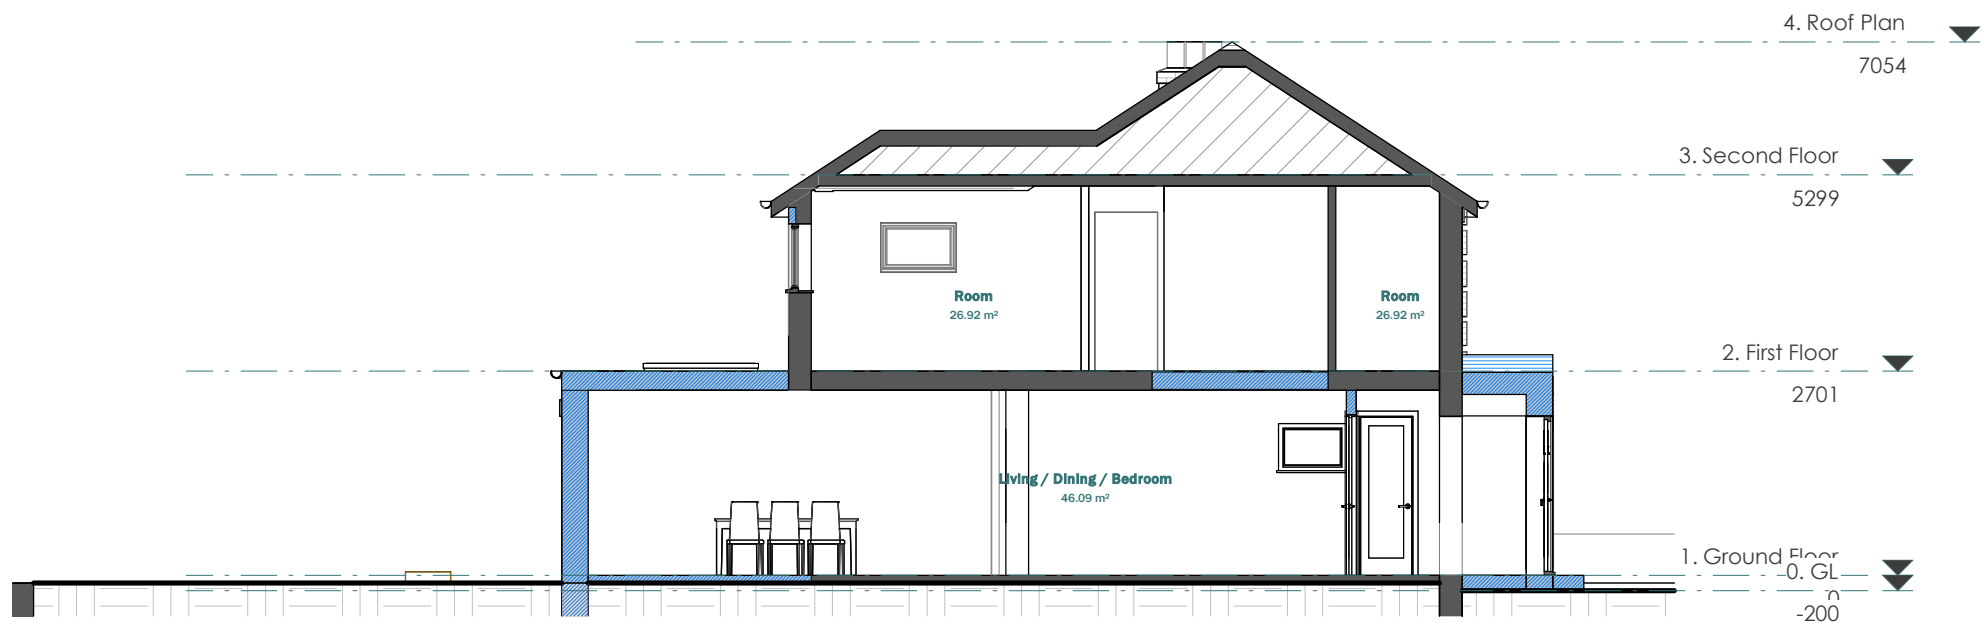 4. Roof Plan
7054
3. Second Floor
5299
Room
26.92 m²
Room
26.92 m²
2. First Floor
2701
Living / Dining / Bedroom
46.09 m²
1. Ground Floor
0. GL
0
-200